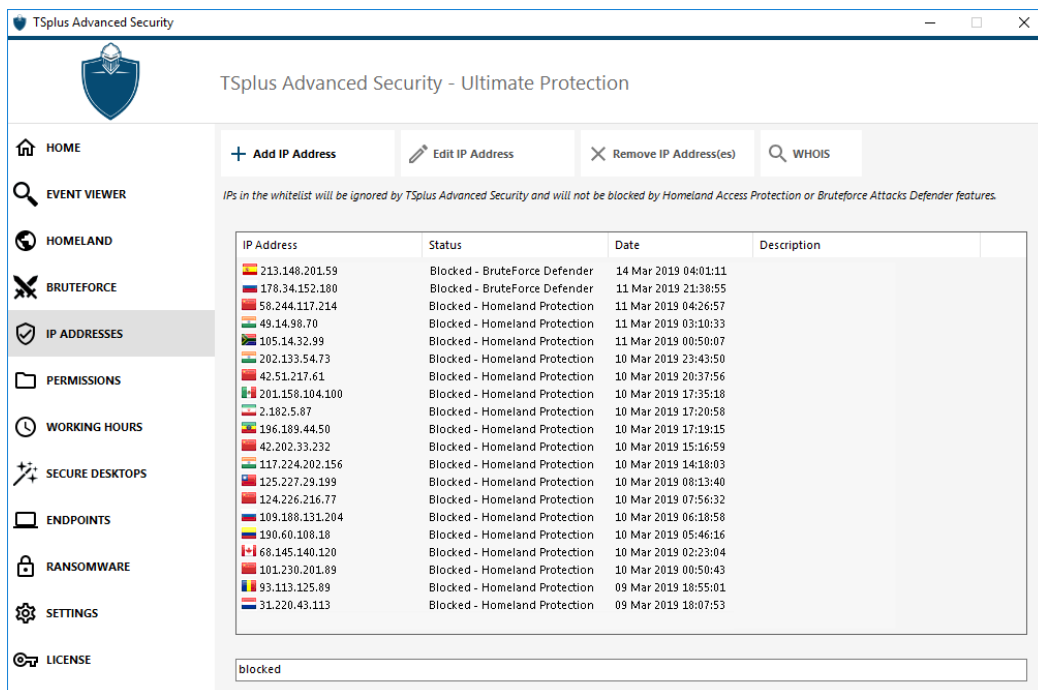 TSplus Advanced Security
TSplus Advanced Security - Ultimate Protection
HOME
EVENT VIEWER
HOMELAND
BRUTEFORCE
IP ADDRESSES
PERMISSIONS
WORKING HOURS
SECURE DESKTOPS
ENDPOINTS
RANSOMWARE
SETTINGS
LICENSE
Add IP Address Edit IP Address Remove IP Address(es) WHOIS
IPs in the whitelist will be ignored by TSplus Advanced Security and will not be blocked by Homeland Access Protection or Bruteforce Attacks Defender features.
IP Address Status Date Description
213.148.201.59 Blocked - BruteForce Defender 14 Mar 2019 04:01:11
178.34.152.180 Blocked - BruteForce Defender 11 Mar 2019 21:38:55
58.244.117.214 Blocked - Homeland Protection 11 Mar 2019 04:26:57
49.14.98.70 Blocked - Homeland Protection 11 Mar 2019 03:10:33
105.14.32.99 Blocked - Homeland Protection 11 Mar 2019 00:50:07
202.133.54.73 Blocked - Homeland Protection 10 Mar 2019 23:43:50
42.51.217.61 Blocked - Homeland Protection 10 Mar 2019 20:37:56
201.158.104.100 Blocked - Homeland Protection 10 Mar 2019 17:35:18
2.182.5.87 Blocked - Homeland Protection 10 Mar 2019 17:20:58
196.189.44.50 Blocked - Homeland Protection 10 Mar 2019 17:19:15
42.202.33.232 Blocked - Homeland Protection 10 Mar 2019 15:16:59
117.224.202.156 Blocked - Homeland Protection 10 Mar 2019 14:18:03
125.227.29.199 Blocked - Homeland Protection 10 Mar 2019 08:13:40
124.226.216.77 Blocked - Homeland Protection 10 Mar 2019 07:56:32
109.188.131.204 Blocked - Homeland Protection 10 Mar 2019 06:18:58
190.60.108.18 Blocked - Homeland Protection 10 Mar 2019 05:46:16
68.145.140.120 Blocked - Homeland Protection 10 Mar 2019 02:23:04
101.230.201.89 Blocked - Homeland Protection 10 Mar 2019 00:50:43
93.113.125.89 Blocked - Homeland Protection 09 Mar 2019 18:55:01
31.220.43.113 Blocked - Homeland Protection 09 Mar 2019 18:07:53
blocked